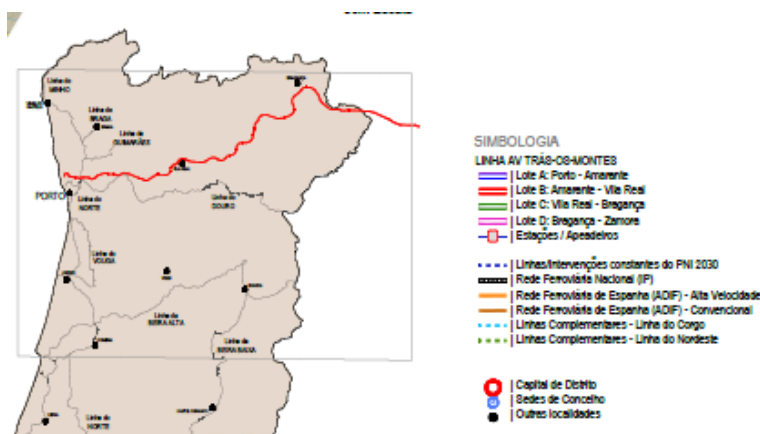 Linha do
MINHO
Linha da
BRAGA
Linha de
GUIMARÃES
PORTO
Linha do
NORTE
Linha do
DOURO
Linha do
VOUGA
Linha da
BEIRA ALTA
Linha da
BEIRA BAIXA
Linha do
NORTE
SIMBOLOGIA
LINHA AV TRÁS-OS-MONTES
Lote A: Porto - Amarante
Lote B: Amarante - Vila Real
Lote C: Vila Real - Bragança
Lote D: Bragança - Zamora
Estações / Apeadeiros
Linhas/Intervenções constantes do PNI 2030
Rede Ferroviária Nacional (IP)
Rede Ferroviária de Espanha (ADIF) - Alta Velocidade
Rede Ferroviária de Espanha (ADIF) - Convencional
Linhas Complementares - Linha do Corgo
Linhas Complementares - Linha do Nordeste
Capital de Distrito
Sedes de Concelho
Outras localidades